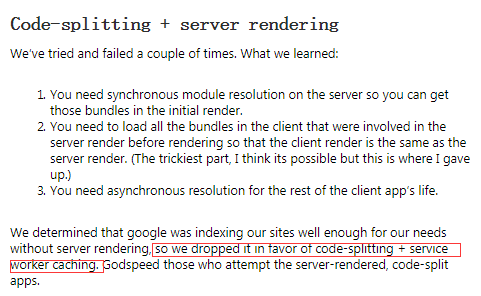 Code-splitting + server rendering
We've tried and failed a couple of times. What we learned:
1. You need synchronous module resolution on the server so you can get
those bundles in the initial render.
2. You need to load all the bundles in the client that were involved in the
server render before rendering so that the client render is the same as the
server render. (The trickiest part, I think its possible but this is where I gave
up.)
3. You need asynchronous resolution for the rest of the client app's life.
We determined that google was indexing our sites well enough for our needs
without server rendering, so we dropped it in favor of code-splitting + service
worker caching. Godspeed those who attempt the server-rendered, code-split
apps.